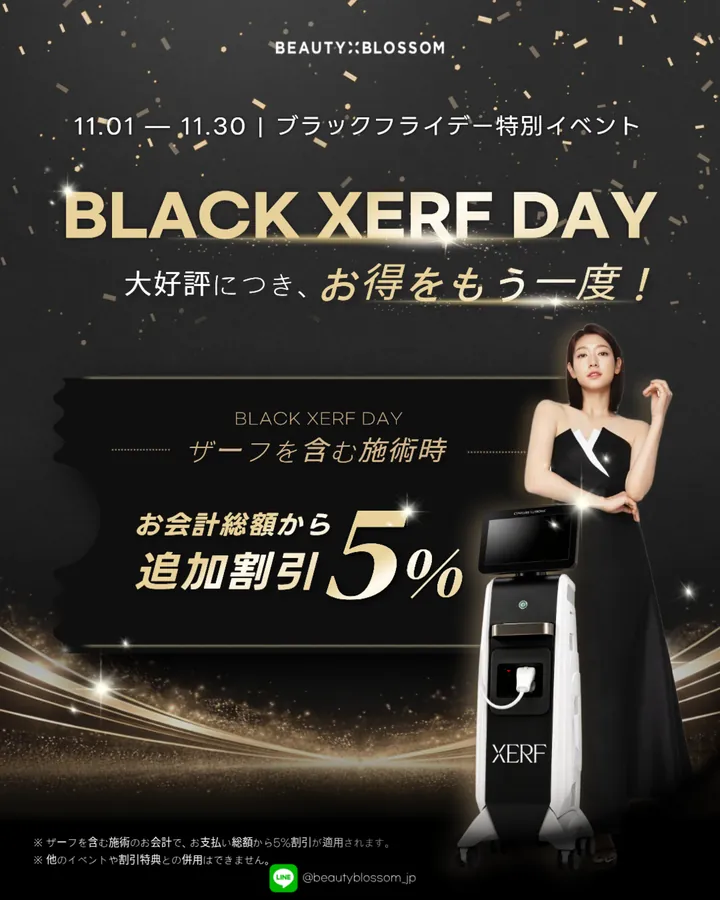 BEAUTY BLOSSOM
11.01 — 11.30 | ブラックフライデー特別イベント
BLACK XERF DAY
大好評につき、お得をもう一度！
BLACK XERF DAY
ザーフを含む施術時
お会計総額から
追加割引 5%
XERF
※ ザーフを含む施術のお会計で、お支払い総額から5%割引が適用されます。
※ 他のイベントや割引特典との併用はできません。
LINE @beautyblossom_jp